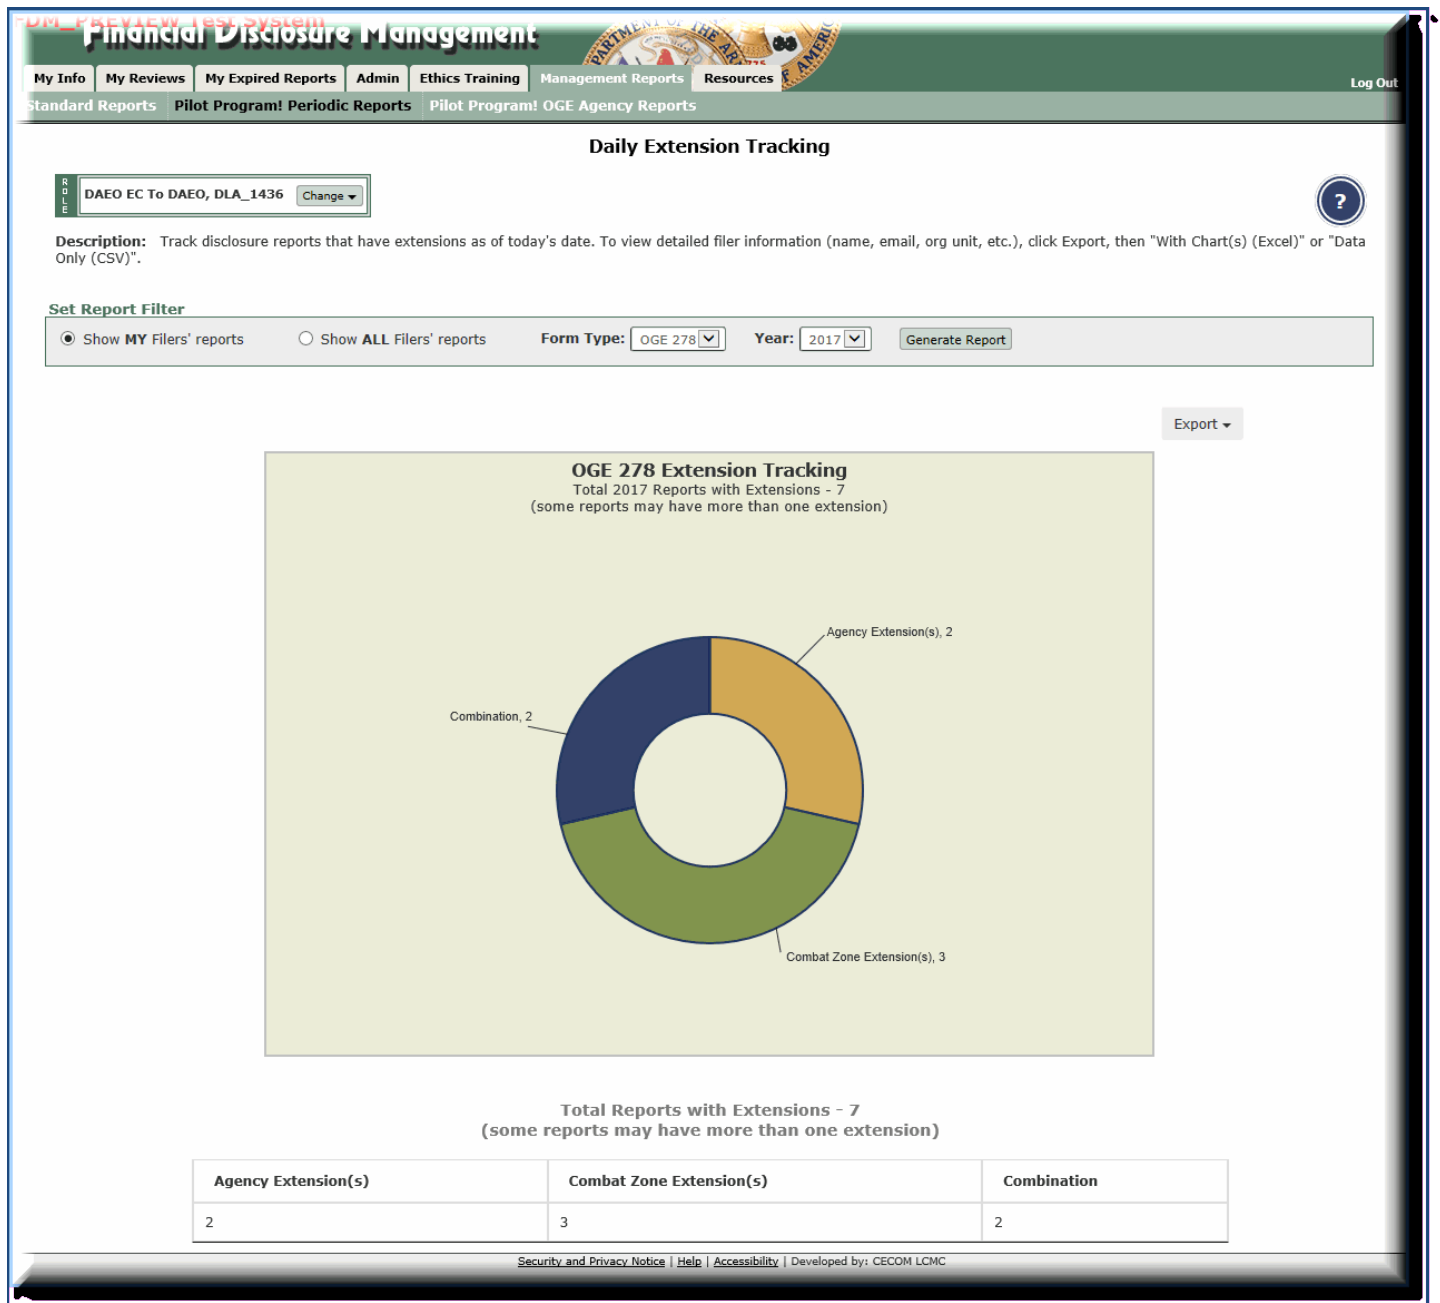 FDM_PREVIEW Test System
Financial Disclosure Management
DEPARTMENT OF THE ARMY
AMERICA
1775
My Info My Reviews My Expired Reports Admin Ethics Training Management Reports Resources
Log Out
Standard Reports Pilot Program! Periodic Reports Pilot Program! OGE Agency Reports
Daily Extension Tracking
ROLE
DAEO EC To DAEO, DLA_1436 Change
?
Description: Track disclosure reports that have extensions as of today's date. To view detailed filer information (name, email, org unit, etc.), click Export, then "With Chart(s) (Excel)" or "Data
Only (CSV)".
Set Report Filter
Show MY Filers' reports Show ALL Filers' reports Form Type: OGE 278 Year: 2017 Generate Report
Export
OGE 278 Extension Tracking
Total 2017 Reports with Extensions - 7
(some reports may have more than one extension)
Agency Extension(s), 2
Combination, 2
Combat Zone Extension(s), 3
Total Reports with Extensions - 7
(some reports may have more than one extension)
Agency Extension(s) Combat Zone Extension(s) Combination
2 3 2
Security and Privacy Notice | Help | Accessibility | Developed by: CECOM LCMC